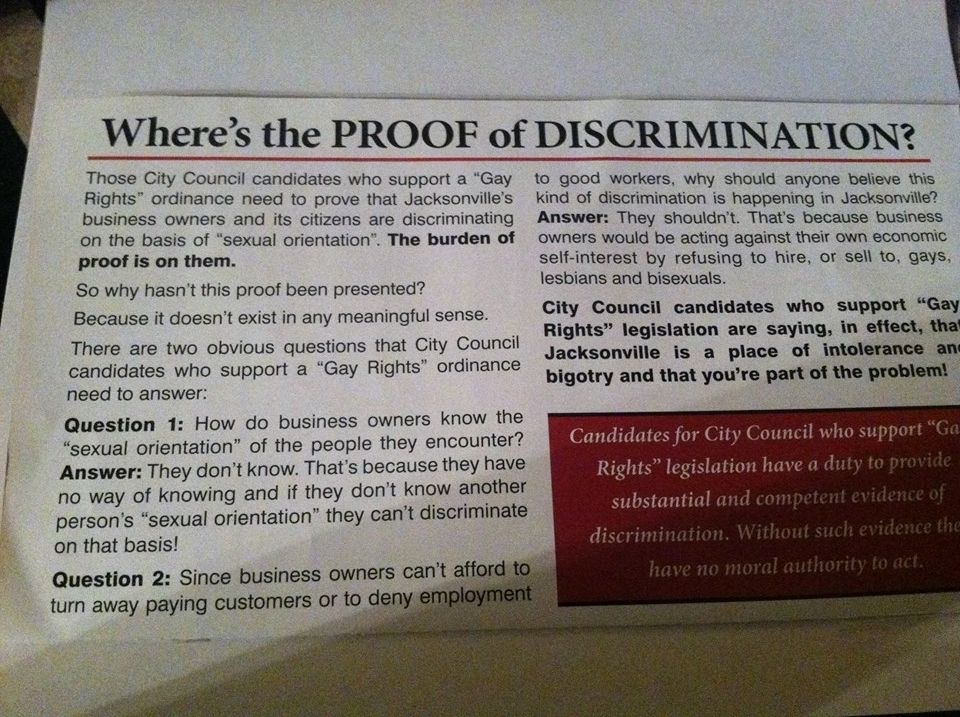 Where's the PROOF of DISCRIMINATION?
Those City Council candidates who support a "Gay
Rights" ordinance need to prove that Jacksonville's
business owners and its citizens are discriminating
on the basis of "sexual orientation". The burden of
proof is on them.
So why hasn't this proof been presented?
Because it doesn't exist in any meaningful sense.
There are two obvious questions that City Council
candidates who support a "Gay Rights" ordinance
need to answer:
Question 1: How do business owners know the
"sexual orientation" of the people they encounter?
Answer: They don't know. That's because they have
no way of knowing and if they don't know another
person's "sexual orientation" they can't discriminate
on that basis!
Question 2: Since business owners can't afford to
turn away paying customers or to deny employment
to good workers, why should anyone believe this
kind of discrimination is happening in Jacksonville?
Answer: They shouldn't. That's because business
owners would be acting against their own economic
self-interest by refusing to hire, or sell to, gays,
lesbians and bisexuals.
City Council candidates who support "Gay
Rights" legislation are saying, in effect, that
Jacksonville is a place of intolerance and
bigotry and that you're part of the problem!
Candidates for City Council who support "Ga
Rights" legislation have a duty to provide
substantial and competent evidence of
discrimination. Without such evidence the
have no moral authority to act.